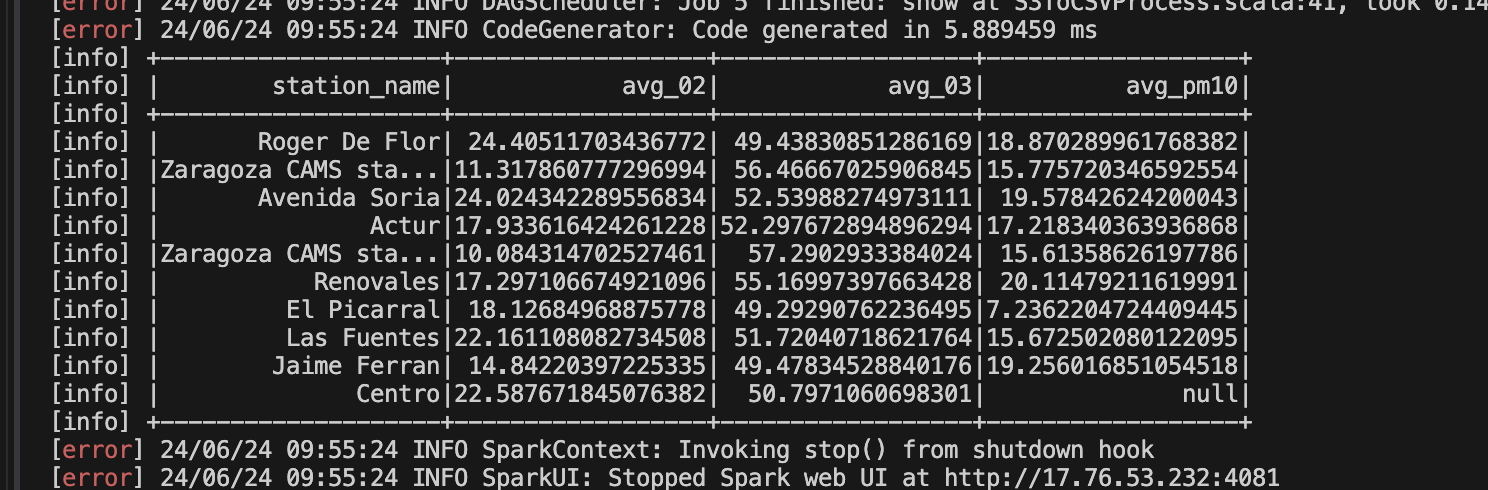 [error] 24/06/24 09:55:24 INFO DAGScheduler: Job 5 finished: show at S3ToCSVProcess.scala:41, took 0.14
[error] 24/06/24 09:55:24 INFO CodeGenerator: Code generated in 5.889459 ms
[info] +--------------------+------------------+------------------+------------------+
[info] |        station_name|            avg_02|            avg_03|          avg_pm10|
[info] +--------------------+------------------+------------------+------------------+
[info] |       Roger De Flor| 24.40511703436772| 49.43830851286169|18.870289961768382|
[info] |Zaragoza CAMS sta...|11.317860777296994| 56.46667025906845|15.775720346592554|
[info] |       Avenida Soria|24.024342289556834| 52.53988274973111| 19.57842624200043|
[info] |               Actur|17.933616424261228|52.297672894896294|17.218340363936868|
[info] |Zaragoza CAMS sta...|10.084314702527461|  57.2902933384024| 15.61358626197786|
[info] |           Renovales|17.297106674921096| 55.16997397663428| 20.11479211619991|
[info] |         El Picarral| 18.12684968875778| 49.29290762236495|7.2362204724409445|
[info] |         Las Fuentes|22.161108082734508| 51.72040718621764|15.672502080122095|
[info] |        Jaime Ferran| 14.84220397225335| 49.47834528840176|19.256016851054518|
[info] |              Centro|22.587671845076382|  50.7971060698301|              null|
[info] +--------------------+------------------+------------------+------------------+
[error] 24/06/24 09:55:24 INFO SparkContext: Invoking stop() from shutdown hook
[error] 24/06/24 09:55:24 INFO SparkUI: Stopped Spark web UI at http://17.76.53.232:4081